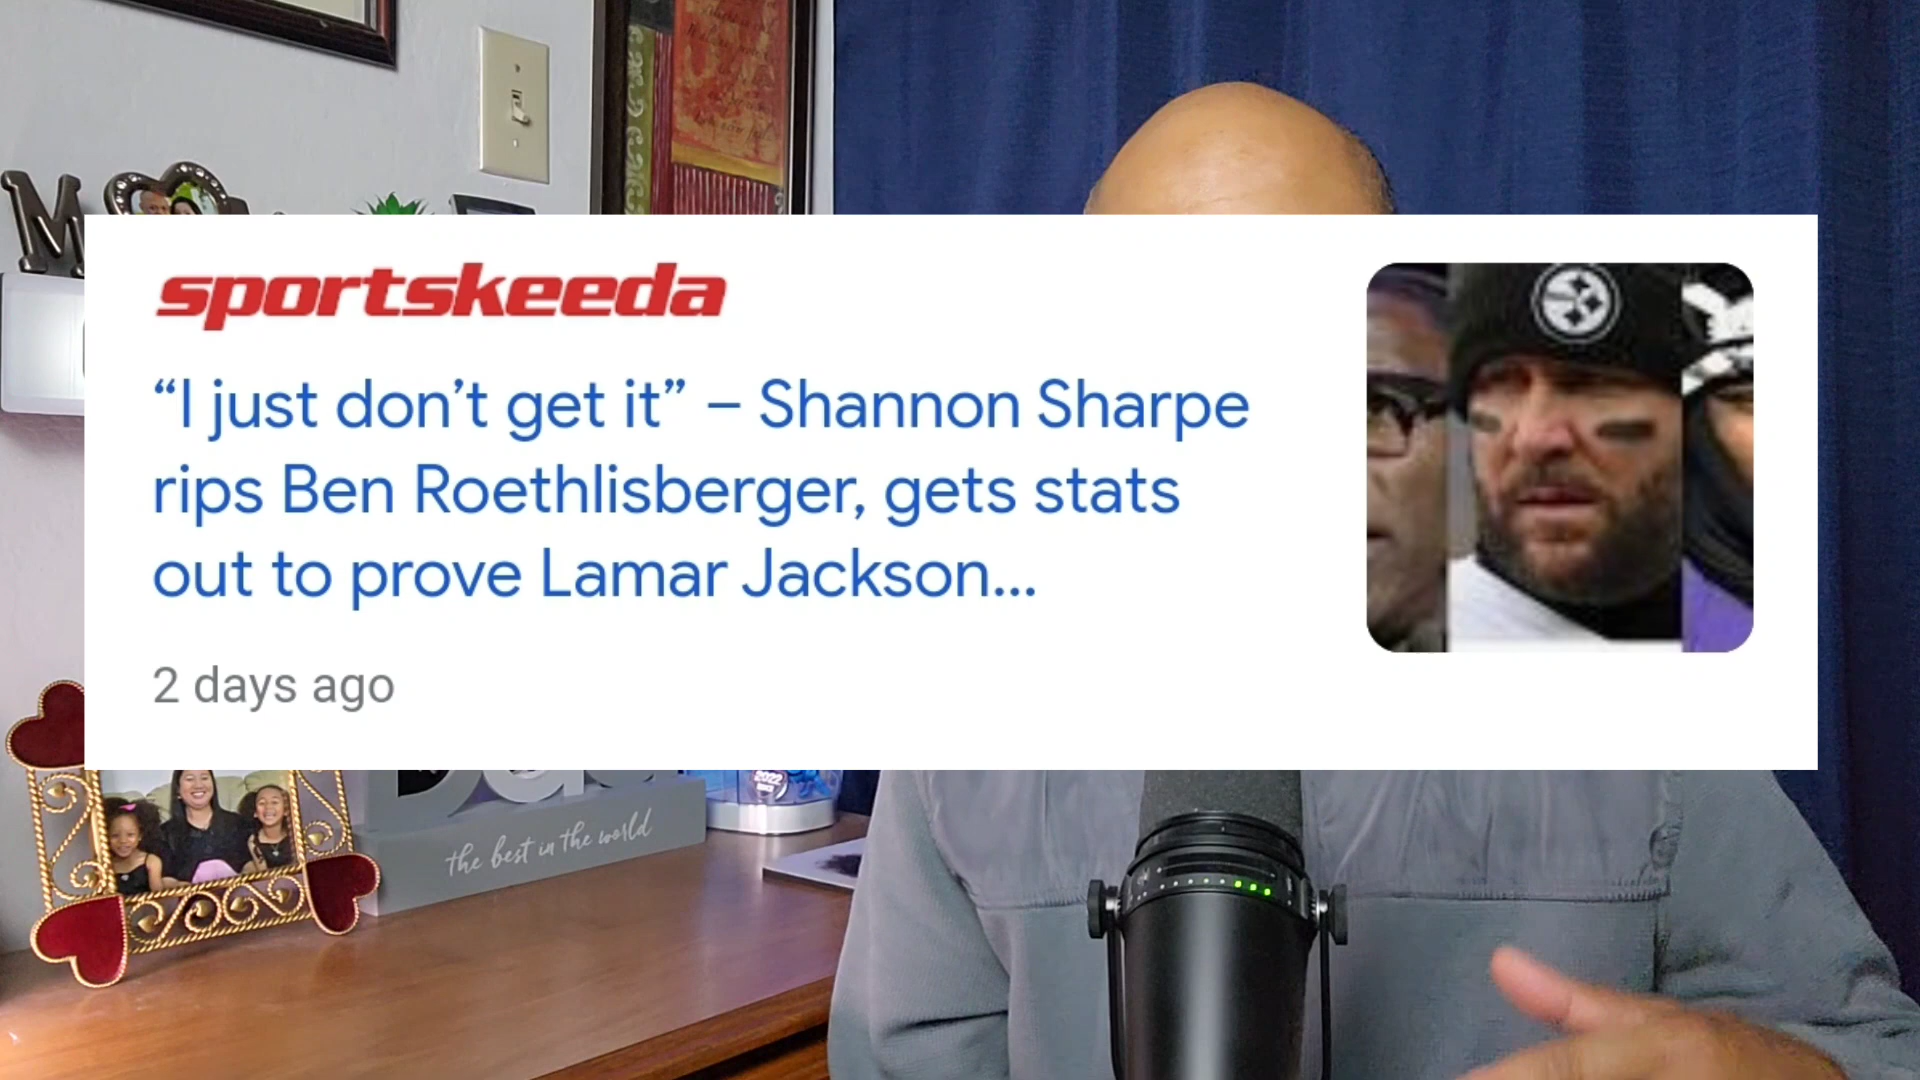 M
sportskeeda
“I just don’t get it” – Shannon Sharpe
rips Ben Roethlisberger, gets stats
out to prove Lamar Jackson...
2 days ago
2022
the best in the world